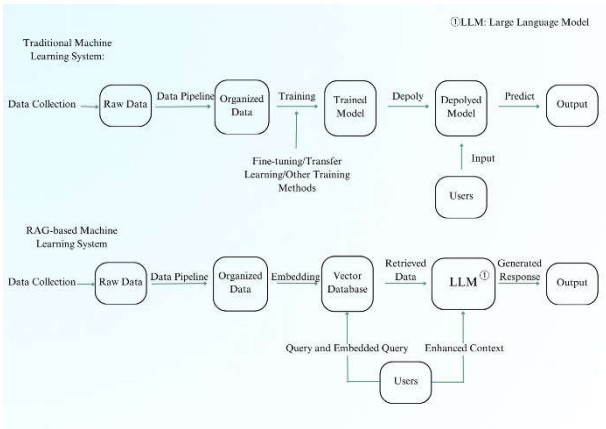 ①LLM: Large Language Model
Traditional Machine
Learning System:
Data Collection
Raw Data
Data Pipeline
Organized
Data
Training
Trained
Model
Depoly
Depolyed
Model
Predict
Output
Fine-tuning/Transfer
Learning/Other Training
Methods
Input
Users
RAG-based Machine
Learning System
Data Collection
Raw Data
Data Pipeline
Organized
Data
Embedding
Vector
Database
Retrieved
Data
LLM①
Generated
Response
Output
Query and Embedded Query
Enhanced Context
Users